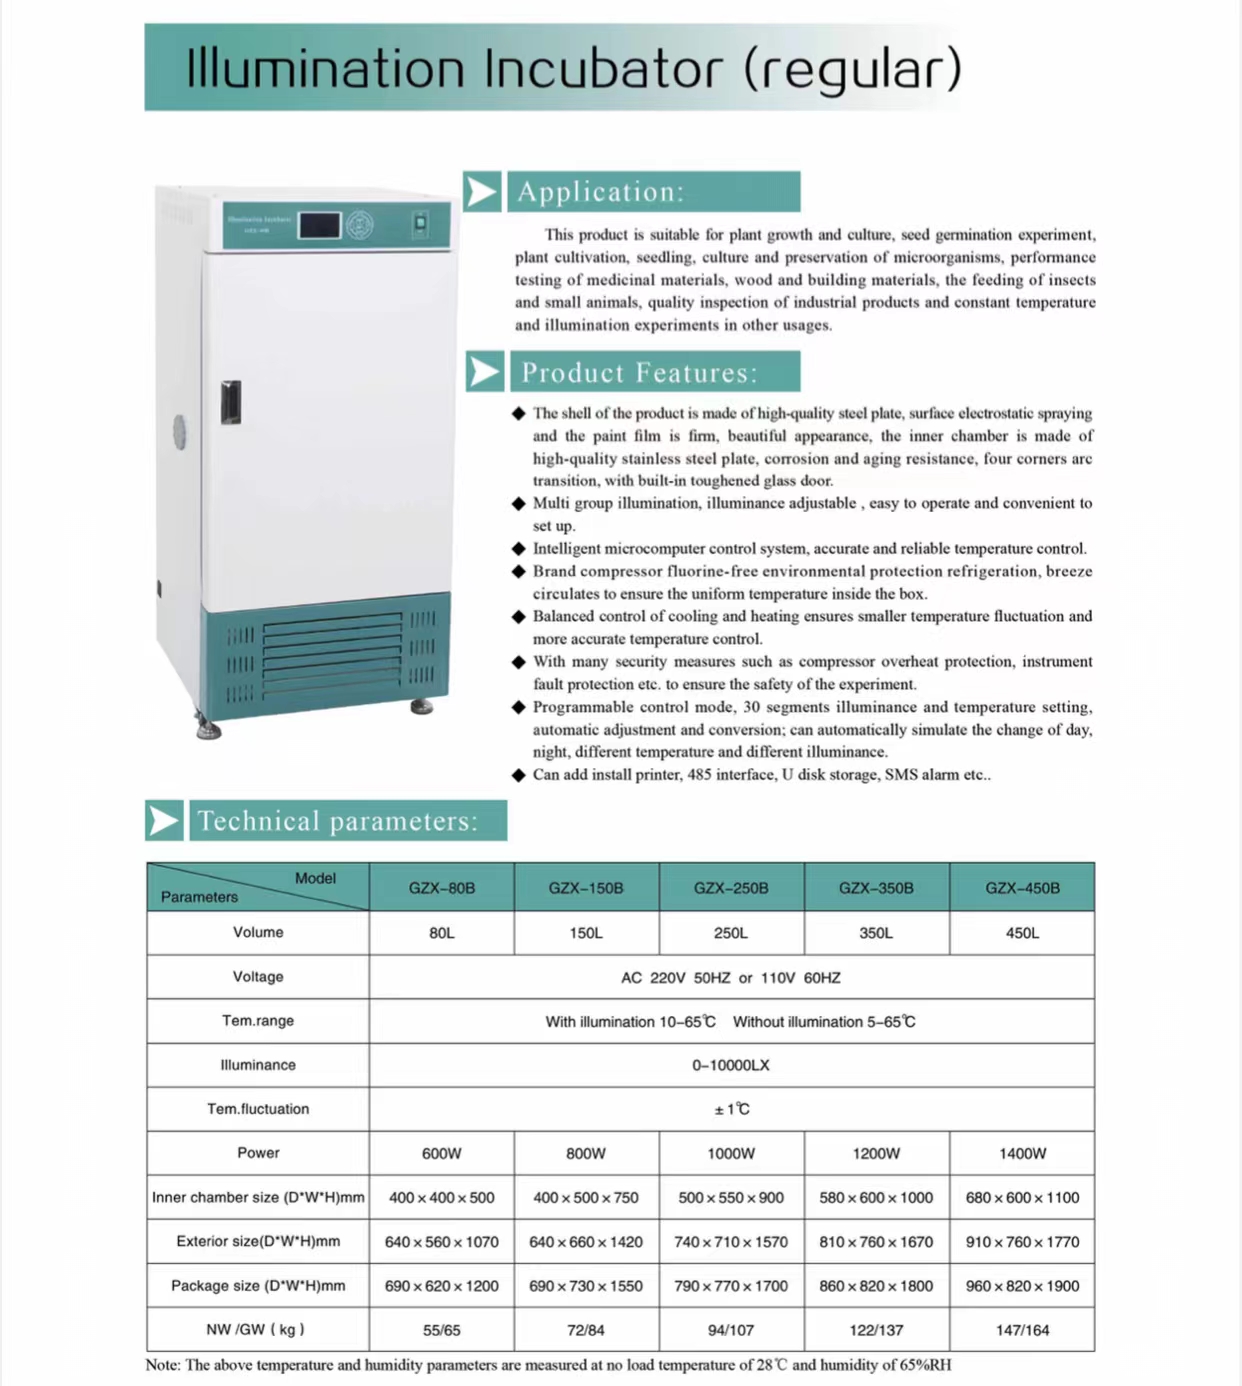 Illumination Incubator (regular)
Illumination Incubator
Application:
This product is suitable for plant growth and culture, seed germination experiment,
plant cultivation, seedling, culture and preservation of microorganisms, performance
testing of medicinal materials, wood and building materials, the feeding of insects
and small animals, quality inspection of industrial products and constant temperature
and illumination experiments in other usages.
Product Features:
◆ The shell of the product is made of high-quality steel plate, surface electrostatic spraying
and the paint film is firm, beautiful appearance, the inner chamber is made of
high-quality stainless steel plate, corrosion and aging resistance, four corners arc
transition, with built-in toughened glass door.
◆ Multi group illumination, illuminance adjustable , easy to operate and convenient to
set up.
◆ Intelligent microcomputer control system, accurate and reliable temperature control.
◆ Brand compressor fluorine-free environmental protection refrigeration, breeze
circulates to ensure the uniform temperature inside the box.
◆ Balanced control of cooling and heating ensures smaller temperature fluctuation and
more accurate temperature control.
◆ With many security measures such as compressor overheat protection, instrument
fault protection etc. to ensure the safety of the experiment.
◆ Programmable control mode, 30 segments illuminance and temperature setting,
automatic adjustment and conversion; can automatically simulate the change of day,
night, different temperature and different illuminance.
◆ Can add install printer, 485 interface, U disk storage, SMS alarm etc..
Technical parameters:
Parameters Model GZX-80B GZX-150B GZX-250B GZX-350B GZX-450B
Volume 80L 150L 250L 350L 450L
Voltage AC 220V 50HZ or 110V 60HZ
Tem.range With illumination 10-65℃ Without illumination 5-65℃
Illuminance 0-10000LX
Tem.fluctuation ±1℃
Power 600W 800W 1000W 1200W 1400W
Inner chamber size (D*W*H)mm 400×400×500 400×500×750 500×550×900 580×600×1000 680×600×1100
Exterior size(D*W*H)mm 640×560×1070 640×660×1420 740×710×1570 810×760×1670 910×760×1770
Package size (D*W*H)mm 690×620×1200 690×730×1550 790×770×1700 860×820×1800 960×820×1900
NW /GW ( kg ) 55/65 72/84 94/107 122/137 147/164
Note: The above temperature and humidity parameters are measured at no load temperature of 28℃ and humidity of 65%RH